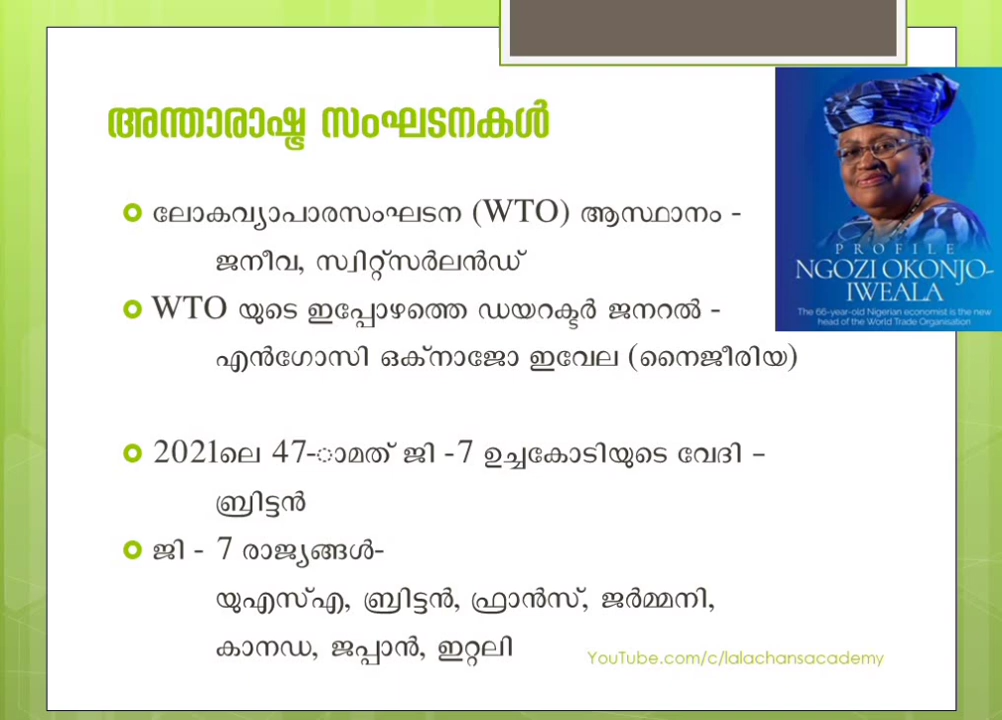 അന്താരാഷ്ട്ര സംഘടനകൾ
ലോകവ്യാപാരസംഘടന (WTO) ആസ്ഥാനം -
ജനീവ, സ്വിറ്റ്സർലൻഡ്
WTO യുടെ ഇപ്പോഴത്തെ ഡയറക്ടർ ജനറൽ -
എൻഗോസി ഒക്നാജോ ഇവേല (നൈജീരിയ)
PROFILE
NGOZI OKONJO-
IWEALA
The 66-year-old Nigerian economist is the new
head of the World Trade Organisation
2021ലെ 47-ാമത് ജി -7 ഉച്ചകോടിയുടെ വേദി –
ബ്രിട്ടൻ
ജി - 7 രാജ്യങ്ങൾ-
യുഎസ്എ, ബ്രിട്ടൻ, ഫ്രാൻസ്, ജർമ്മനി,
കാനഡ, ജപ്പാൻ, ഇറ്റലി
YouTube.com/c/lalachansacademy